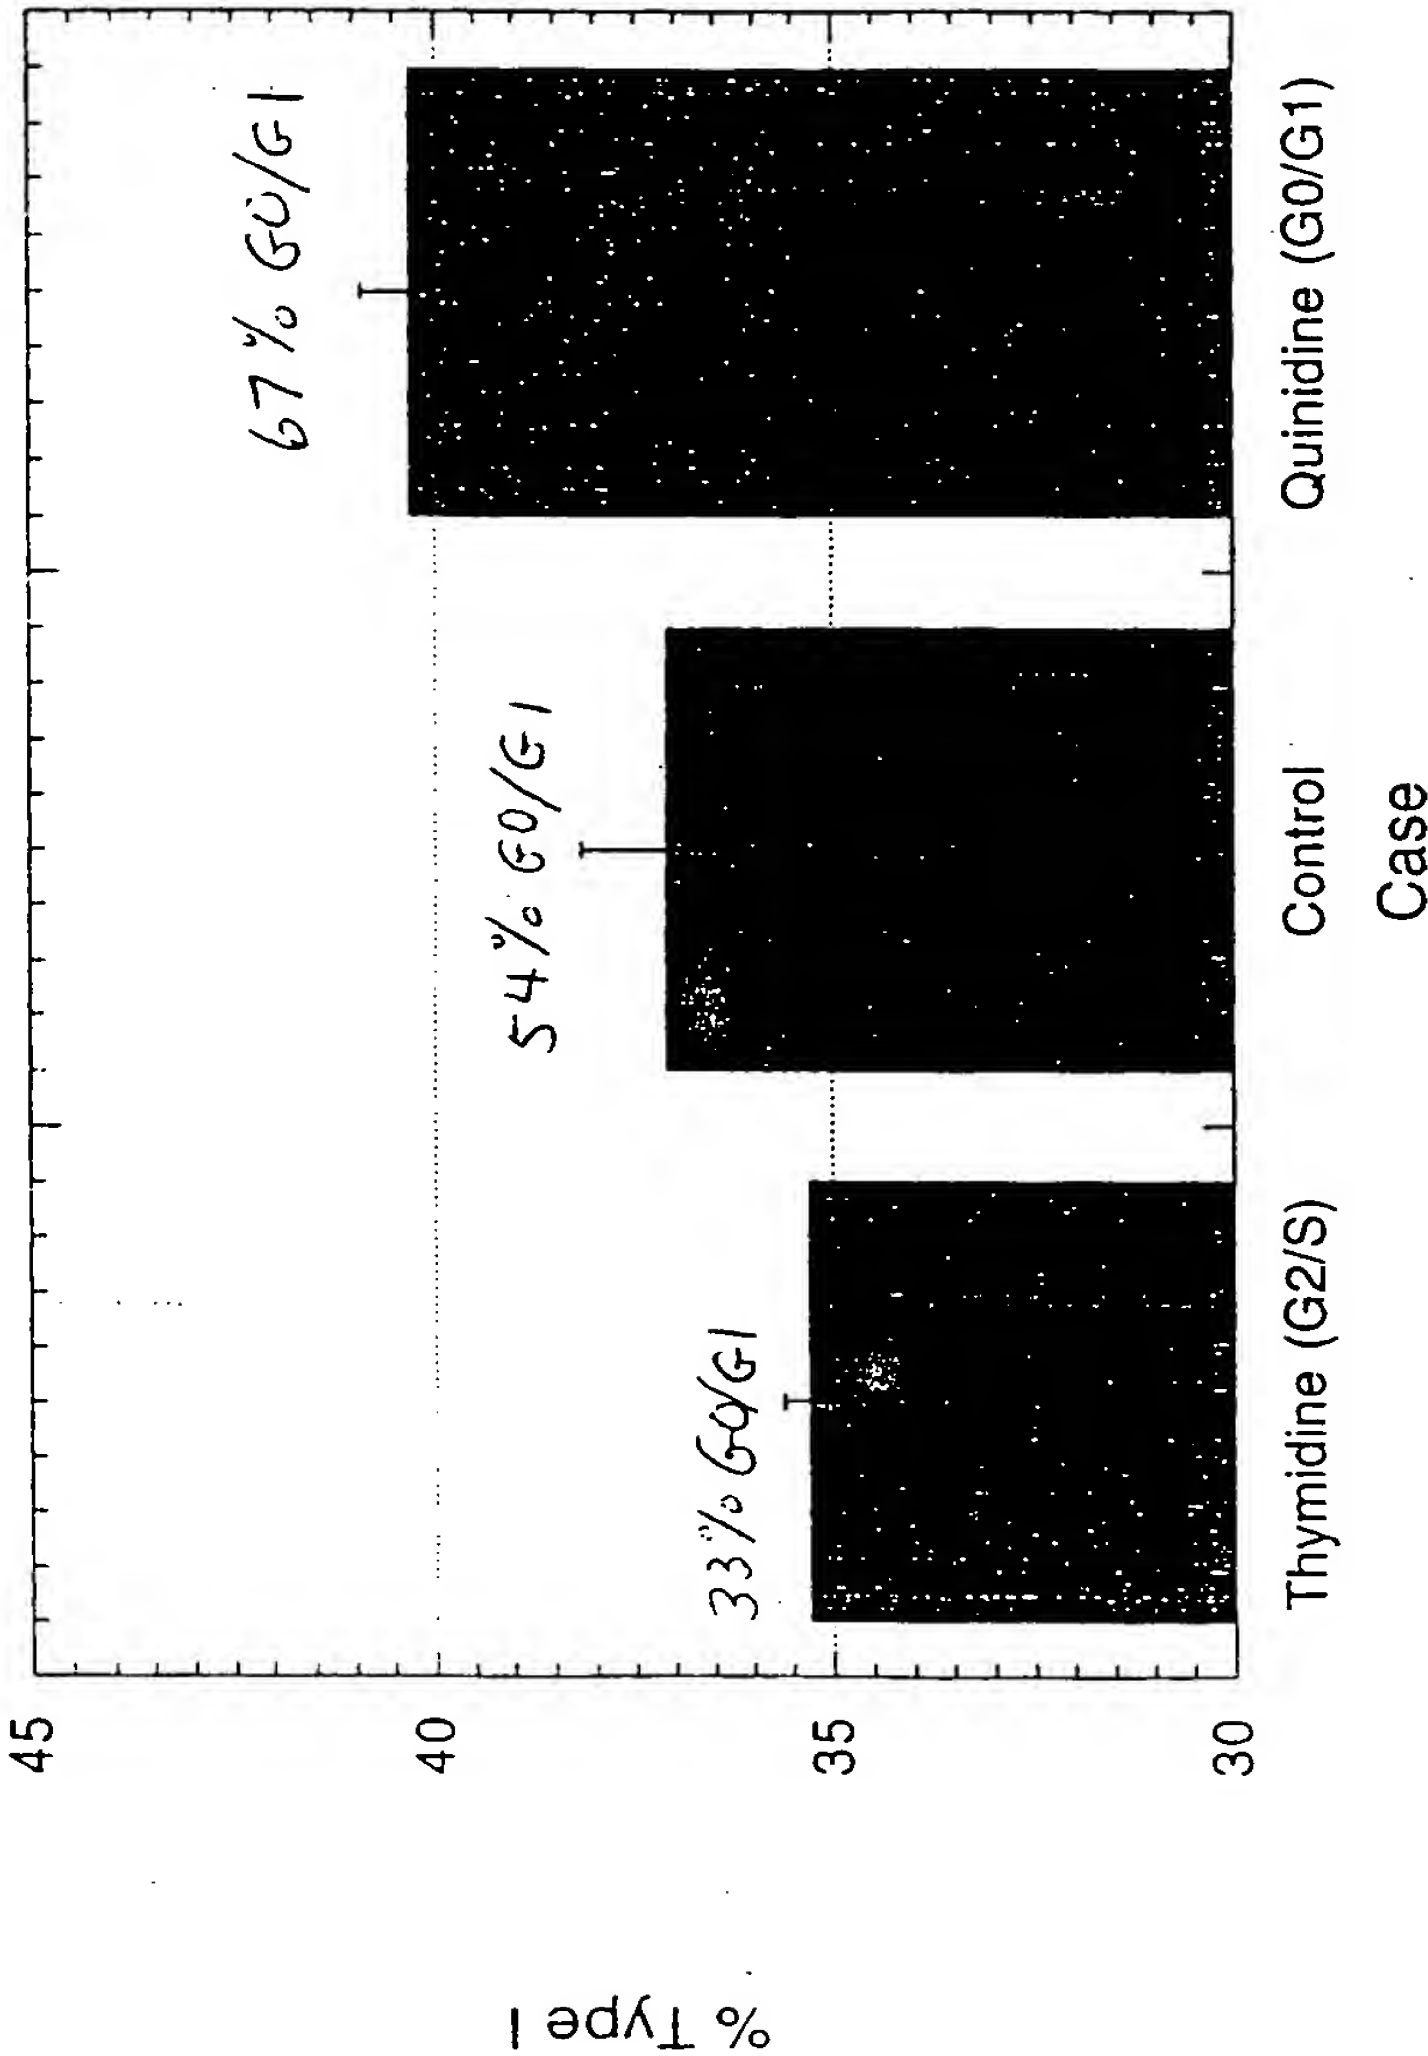 % Type I
45
40
35
30
33% G0/G1
54% G0/G1
67% G0/G1
Thymidine (G2/S)
Control
Quinidine (G0/G1)
Case